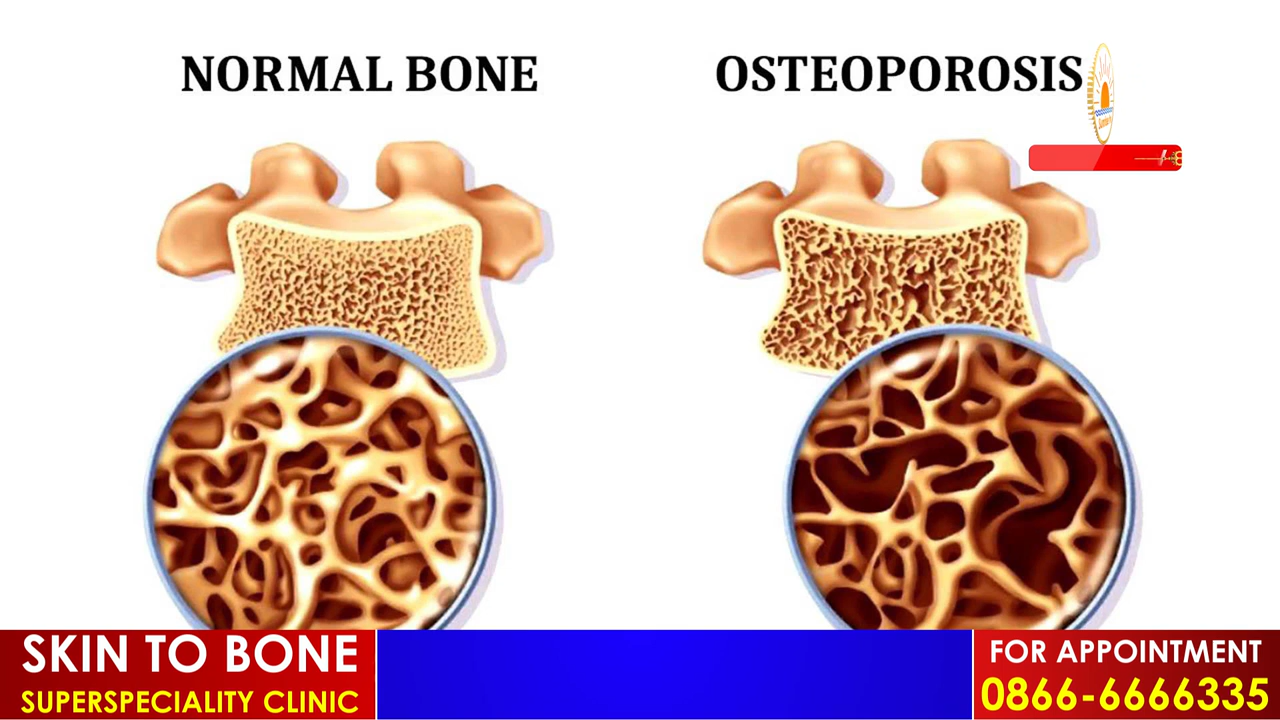 NORMAL BONE
OSTEOPOROSIS
SKIN TO BONE
SUPERSPECIALITY CLINIC
FOR APPOINTMENT
0866-6666335